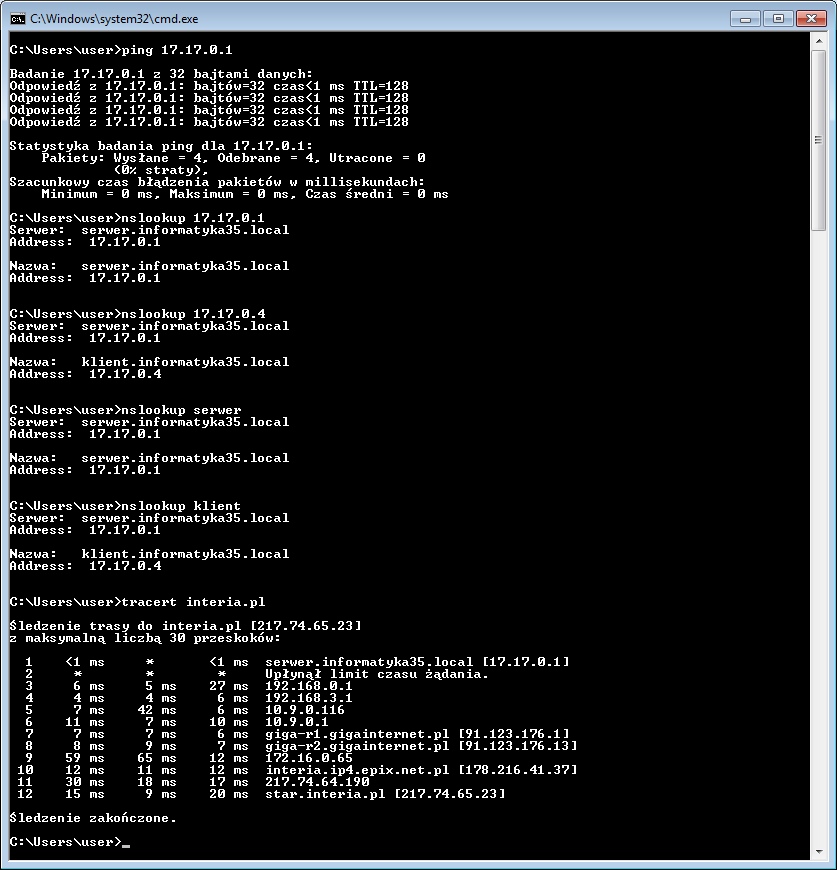 C:\Windows\system32\cmd.exe
C:\Users\user>ping 17.17.0.1
Badanie 17.17.0.1 z 32 bajtami danych:
Odpowiedź z 17.17.0.1: bajtów=32 czas<1 ms TTL=128
Odpowiedź z 17.17.0.1: bajtów=32 czas<1 ms TTL=128
Odpowiedź z 17.17.0.1: bajtów=32 czas<1 ms TTL=128
Odpowiedź z 17.17.0.1: bajtów=32 czas<1 ms TTL=128
Statystyka badania ping dla 17.17.0.1:
    Pakiety: Wysłane = 4, Odebrane = 4, Utracone = 0
             (0% straty),
Szacunkowy czas błądzenia pakietów w millisekundach:
    Minimum = 0 ms, Maksimum = 0 ms, Czas średni = 0 ms
C:\Users\user>nslookup 17.17.0.1
Serwer:  serwer.informatyka35.local
Address:  17.17.0.1
Nazwa:   serwer.informatyka35.local
Address:  17.17.0.1
C:\Users\user>nslookup 17.17.0.4
Serwer:  serwer.informatyka35.local
Address:  17.17.0.1
Nazwa:   klient.informatyka35.local
Address:  17.17.0.4
C:\Users\user>nslookup serwer
Serwer:  serwer.informatyka35.local
Address:  17.17.0.1
Nazwa:   serwer.informatyka35.local
Address:  17.17.0.1
C:\Users\user>nslookup klient
Serwer:  serwer.informatyka35.local
Address:  17.17.0.1
Nazwa:   klient.informatyka35.local
Address:  17.17.0.4
C:\Users\user>tracert interia.pl
Śledzenie trasy do interia.pl [217.74.65.23]
z maksymalną liczbą 30 przeskoków:
  1    <1 ms     *       <1 ms  serwer.informatyka35.local [17.17.0.1]
  2     *        *        *     Upłynął limit czasu żądania.
  3     6 ms     5 ms    27 ms  192.168.0.1
  4     4 ms     4 ms     6 ms  192.168.3.1
  5     7 ms    42 ms     6 ms  10.9.0.116
  6    11 ms     7 ms    10 ms  10.9.0.1
  7     7 ms     7 ms     6 ms  giga-r1.gigainternet.pl [91.123.176.1]
  8     8 ms     9 ms     7 ms  giga-r2.gigainternet.pl [91.123.176.13]
  9    59 ms    65 ms    12 ms  172.16.0.65
 10    12 ms    11 ms    12 ms  interia.ip4.epix.net.pl [178.216.41.37]
 11    30 ms    18 ms    17 ms  217.74.64.190
 12    15 ms     9 ms    20 ms  star.interia.pl [217.74.65.23]
Śledzenie zakończone.
C:\Users\user>_